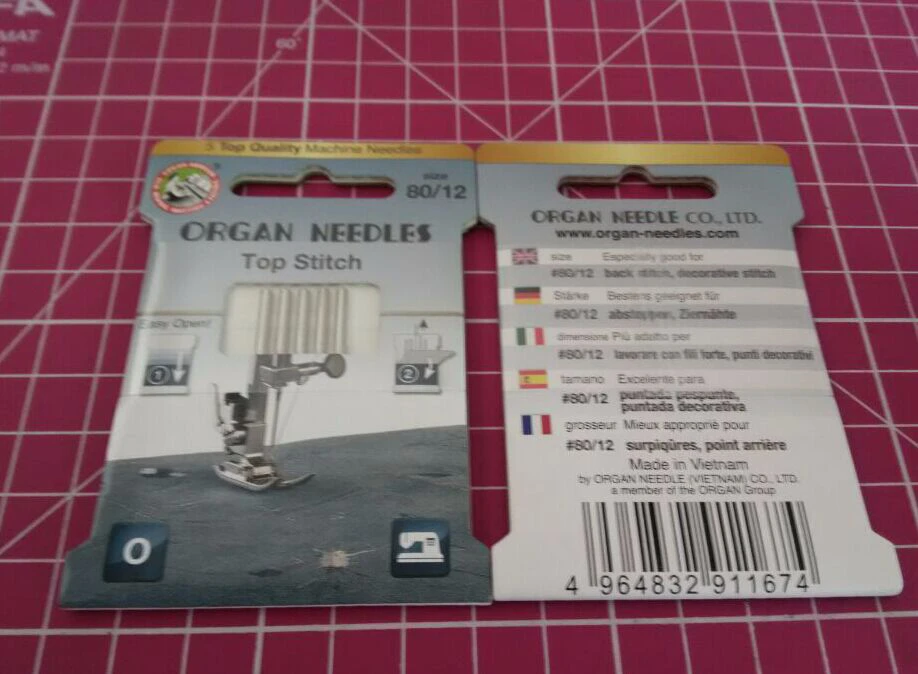 MAT
60°
5 Top Quality Machine Needles
size
80/12
ORGAN NEEDLES
Top Stitch
Easy Open!
1
2
O
ORGAN NEEDLE CO., LTD.
www.organ-needles.com
size Especially good for
#80/12 back stitch, decorative stitch
Stärke Bestens geeignet für
#80/12 absteppen, Ziernähte
dimensione Più adatto per
#80/12 lavorare con fili forte, punti decorativi
tamano Excelente para
#80/12 puntada pespunte,
puntada decorativa
grosseur Mieux approprié pour
#80/12 surpiqûres, point arrière
Made in Vietnam
by ORGAN NEEDLE (VIETNAM) CO., LTD.
a member of the ORGAN Group
4 964832 911674